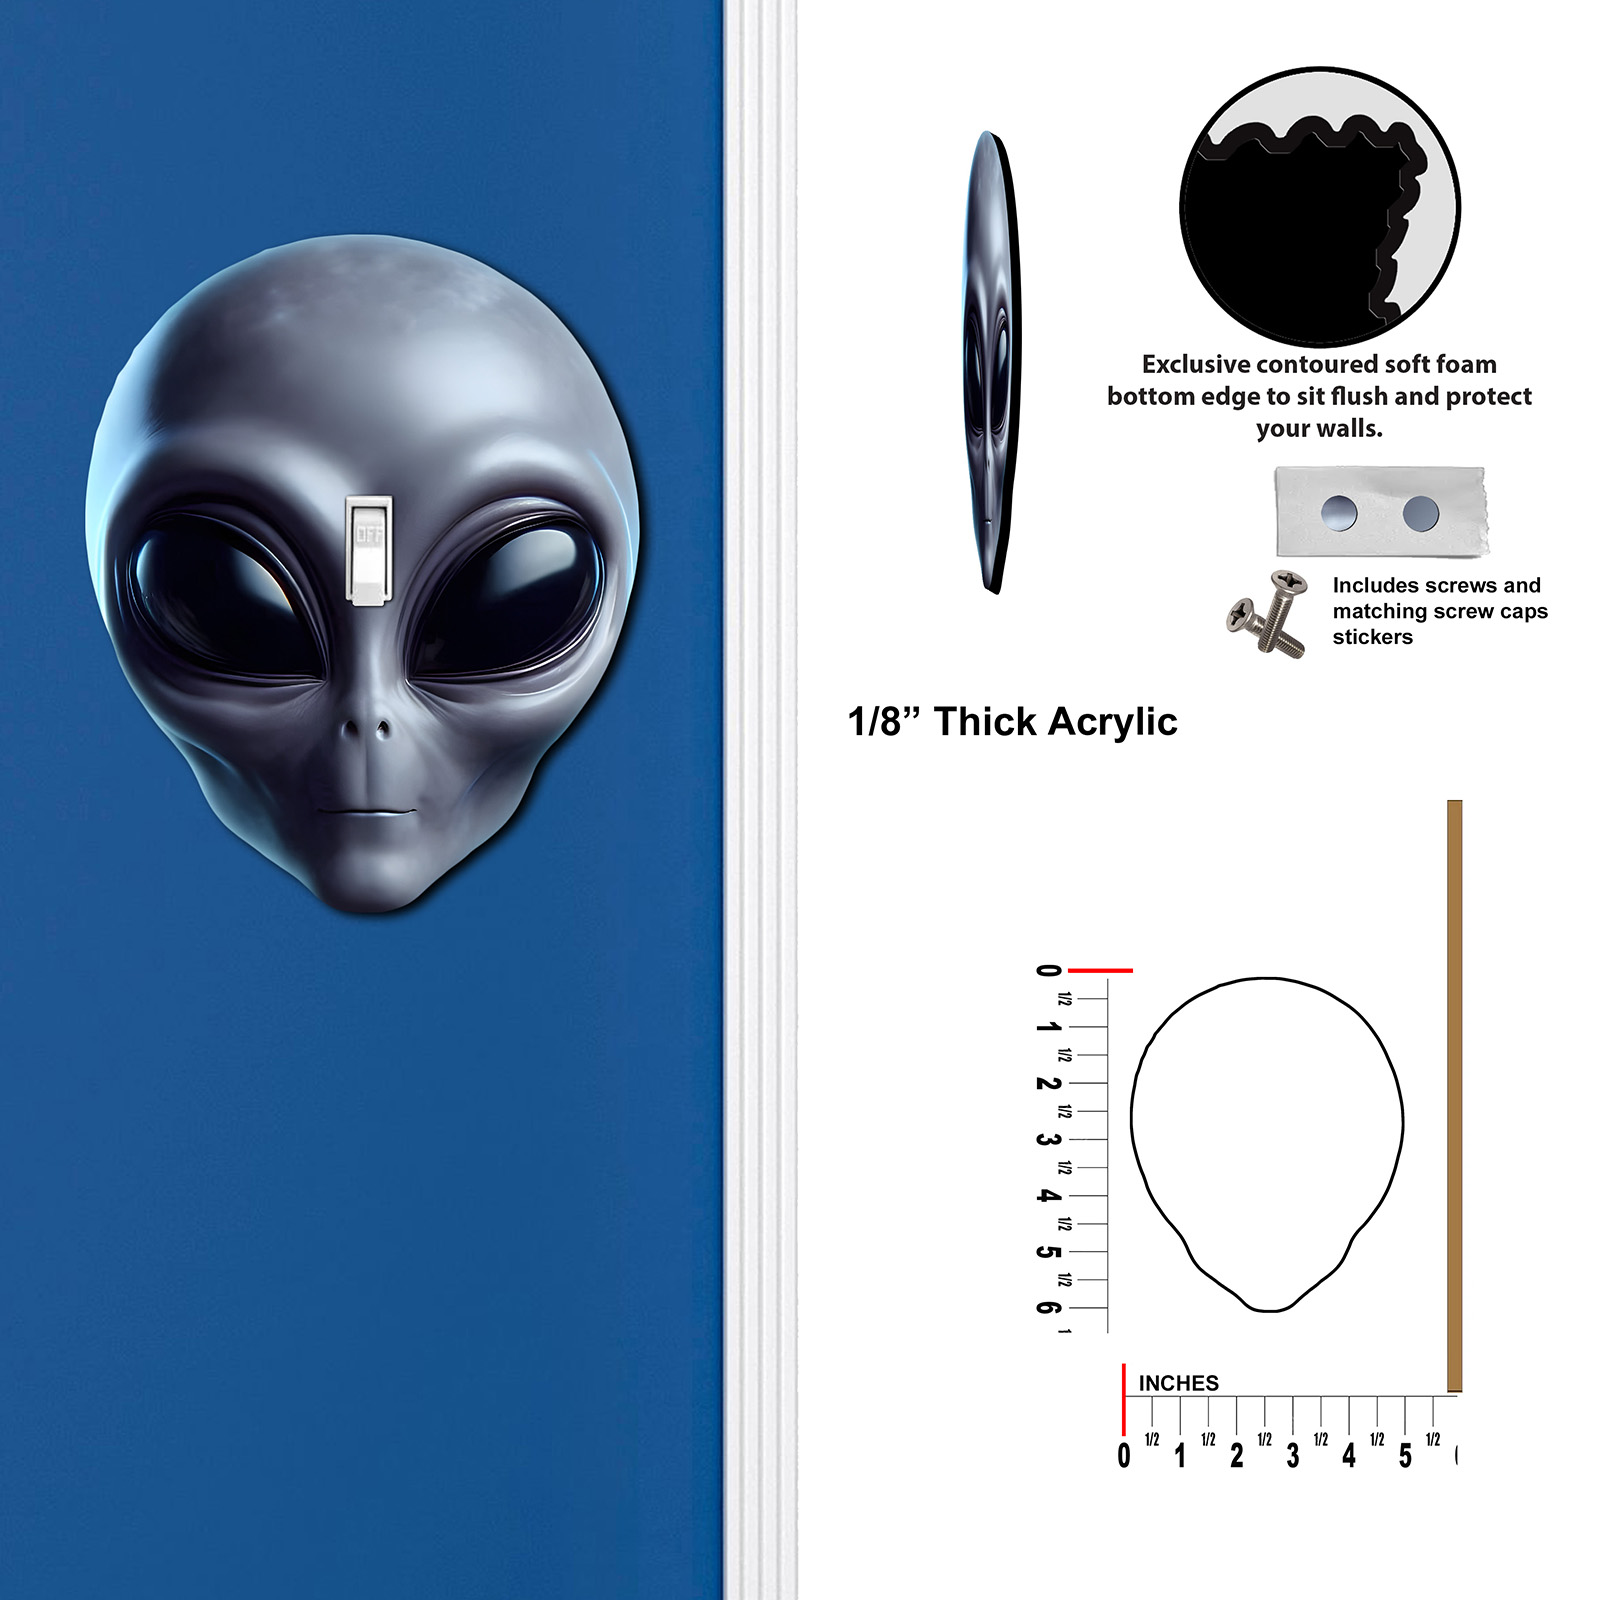 OFF
Exclusive contoured soft foam
bottom edge to sit flush and protect
your walls.
Includes screws and
matching screw caps
stickers
1/8” Thick Acrylic
0
1/2
1
1/2
2
1/2
3
1/2
4
1/2
5
1/2
6
1
INCHES
0 1/2 1 1/2 2 1/2 3 1/2 4 1/2 5 1/2